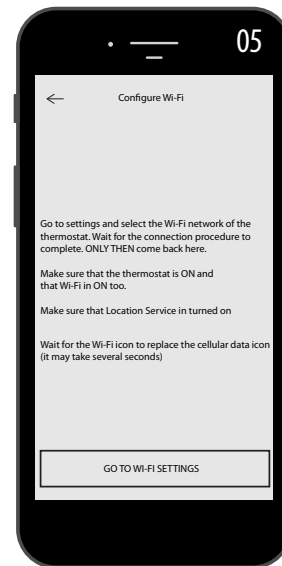 05
Configure Wi-Fi
Go to settings and select the Wi-Fi network of the
thermostat. Wait for the connection procedure to
complete. ONLY THEN come back here.
Make sure that the thermostat is ON and
that Wi-Fi in ON too.
Make sure that Location Service in turned on
Wait for the Wi-Fi icon to replace the cellular data icon
(it may take several seconds)
GO TO WI-FI SETTINGS